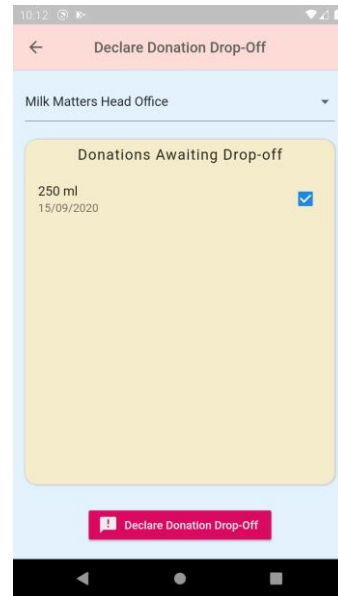 10:12
Declare Donation Drop-Off
Milk Matters Head Office
Donations Awaiting Drop-off
250 ml
15/09/2020
Declare Donation Drop-Off